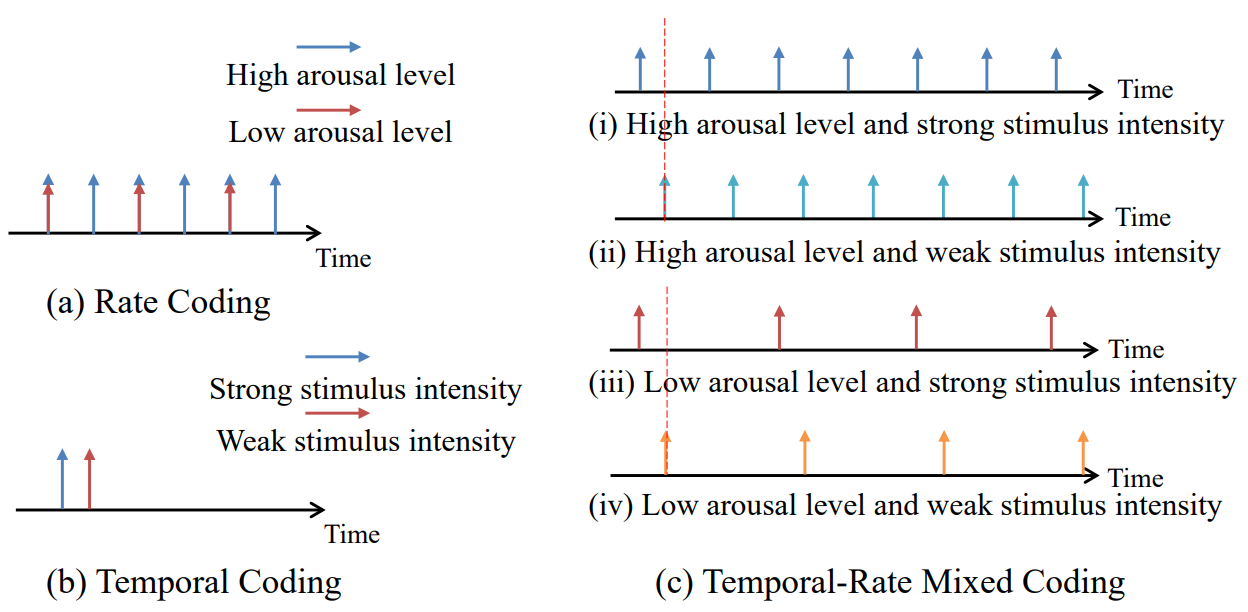 High arousal level
Low arousal level
Time
(a) Rate Coding
Strong stimulus intensity
Weak stimulus intensity
Time
(b) Temporal Coding
Time
(i) High arousal level and strong stimulus intensity
Time
(ii) High arousal level and weak stimulus intensity
Time
(iii) Low arousal level and strong stimulus intensity
Time
(iv) Low arousal level and weak stimulus intensity
(c) Temporal-Rate Mixed Coding